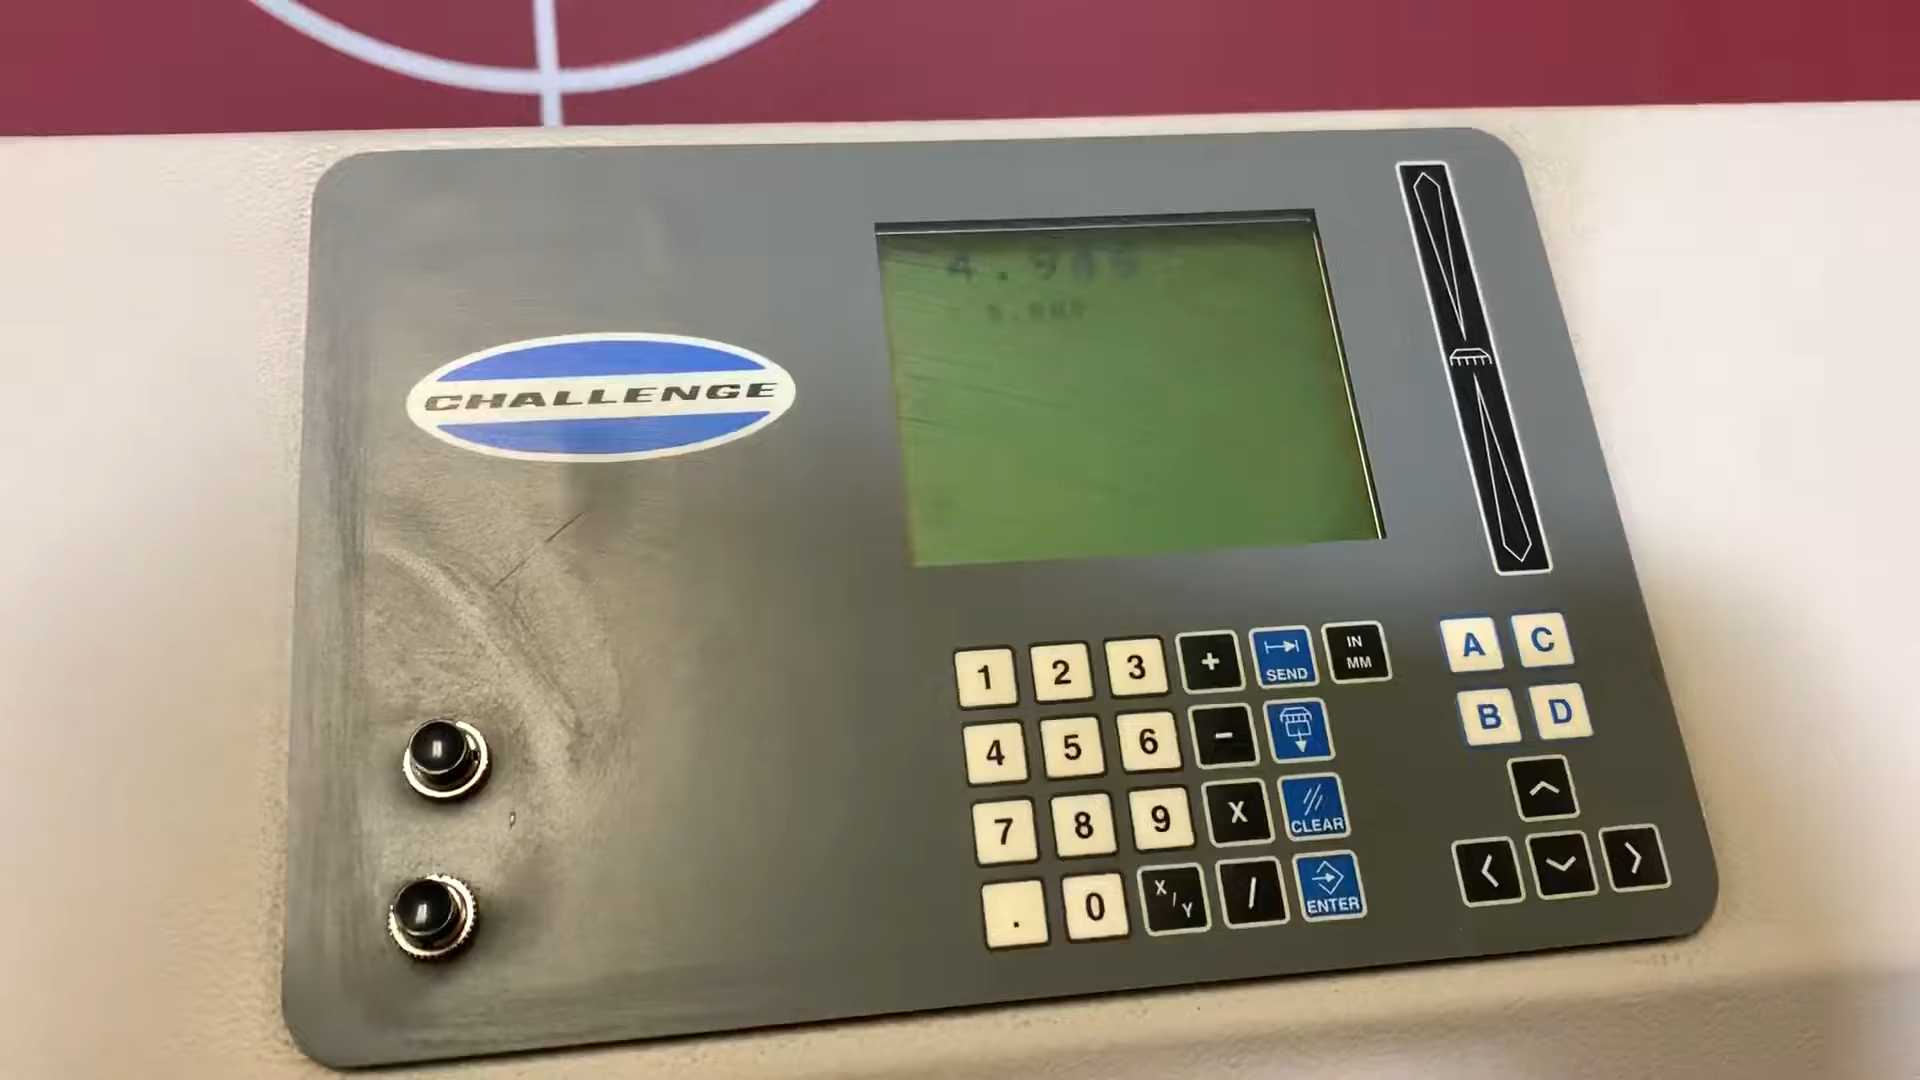 CHALLENGE
1 2 3 + SEND IN MM
4 5 6 -
7 8 9 X CLEAR
. 0 X/Y / ENTER
A C
B D